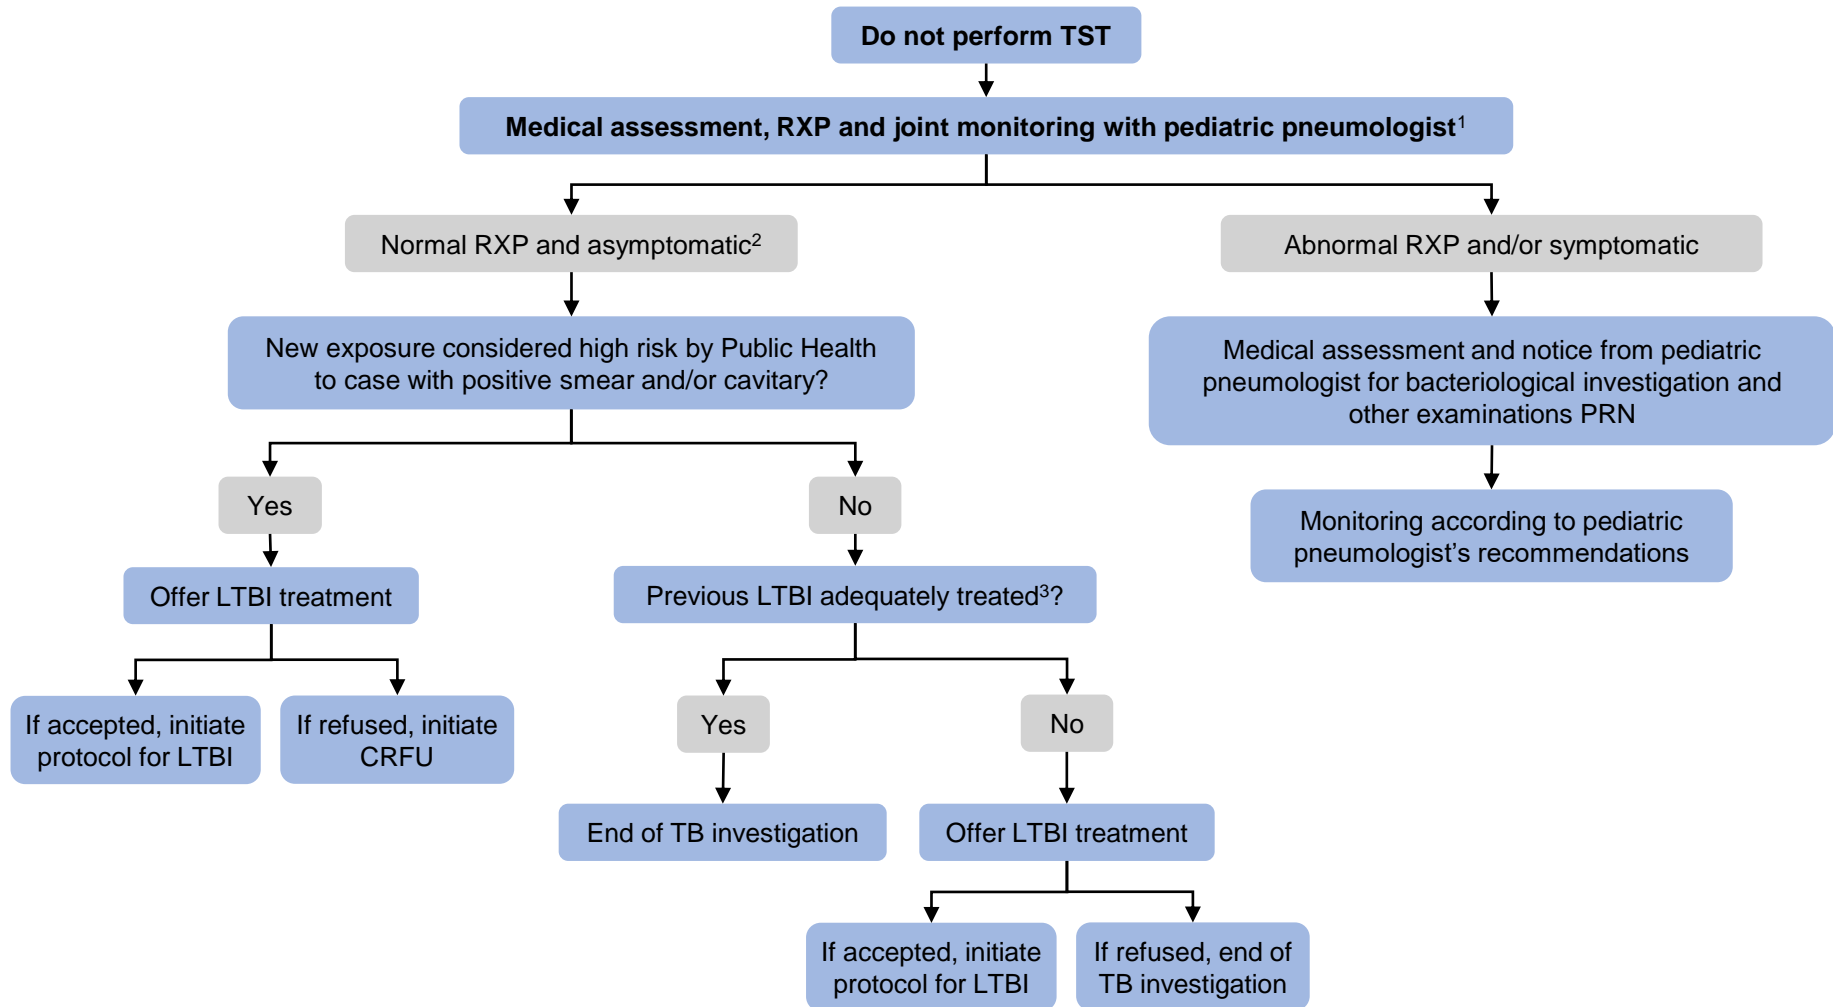 Do not perform TST
Medical assessment, RXP and joint monitoring with pediatric pneumologist¹
Normal RXP and asymptomatic²
Abnormal RXP and/or symptomatic
New exposure considered high risk by Public Health
to case with positive smear and/or cavitary?
Medical assessment and notice from pediatric
pneumologist for bacteriological investigation and
other examinations PRN
Yes
No
Monitoring according to pediatric
pneumologist’s recommendations
Offer LTBI treatment
Previous LTBI adequately treated³?
If accepted, initiate
protocol for LTBI
If refused, initiate
CRFU
Yes
No
End of TB investigation
Offer LTBI treatment
If accepted, initiate
protocol for LTBI
If refused, end of
TB investigation